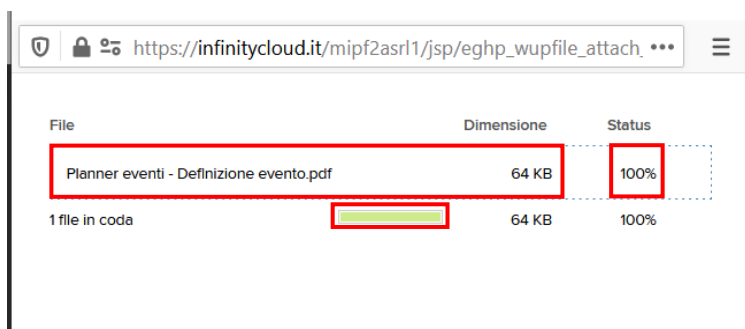 https://infinitycloud.it/mipf2asrl1/jsp/eghp_wupfile_attach_ •••
File Dimensione Status
Planner eventi - Definizione evento.pdf 64 KB 100%
1 file in coda 64 KB 100%